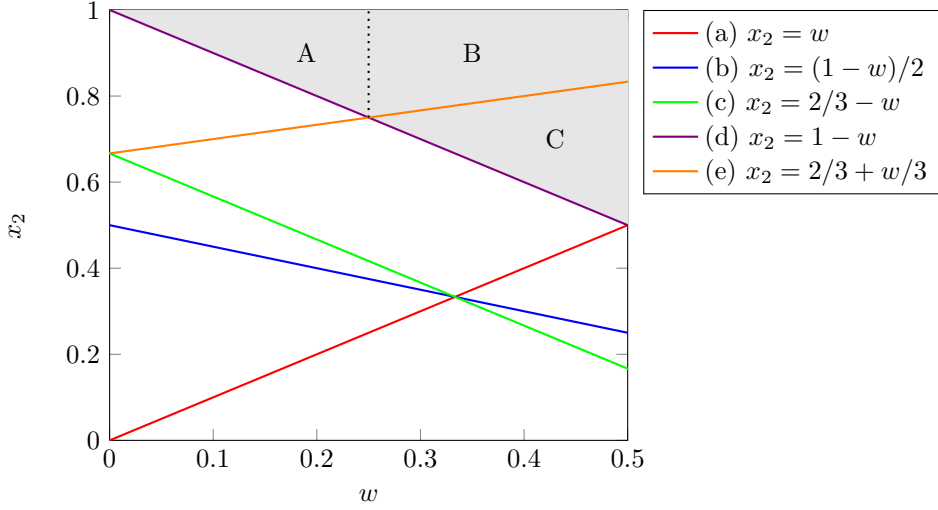 1
0.8
0.6
0.4
0.2
0
0
0.1
0.2
0.3
0.4
0.5
w
x₂
A
B
C
(a) x₂ = w
(b) x₂ = (1 − w)/2
(c) x₂ = 2/3 − w
(d) x₂ = 1 − w
(e) x₂ = 2/3 + w/3